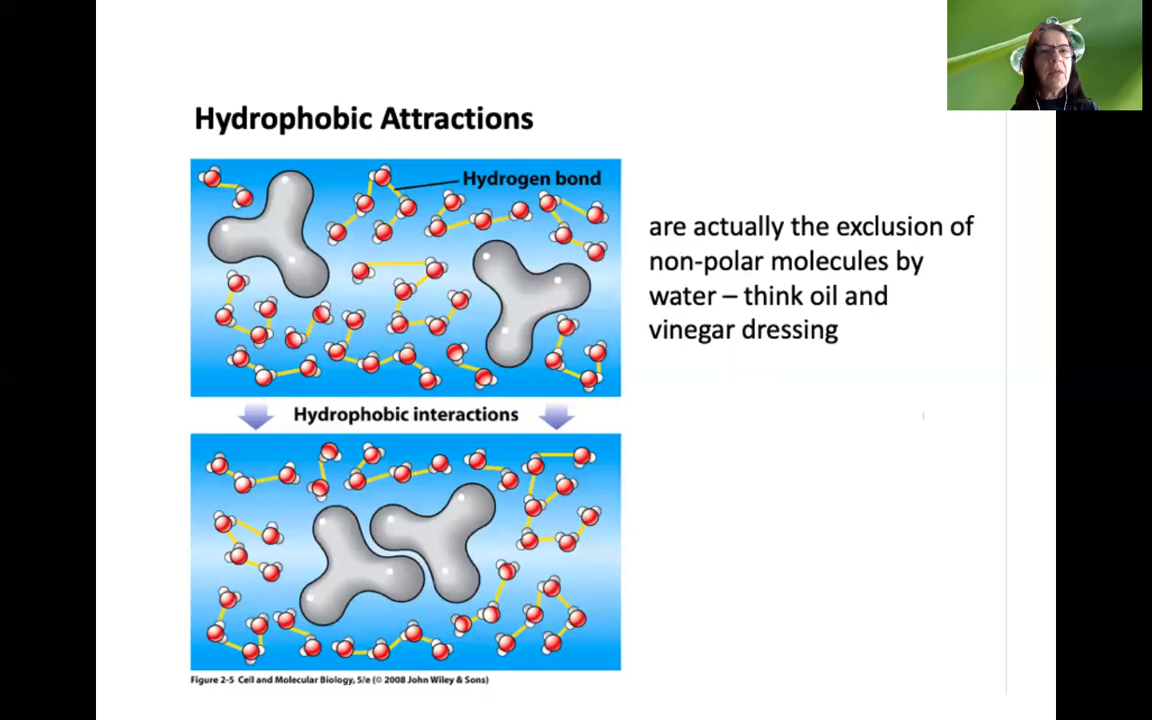 Hydrophobic Attractions
Hydrogen bond
are actually the exclusion of
non-polar molecules by
water – think oil and
vinegar dressing
Hydrophobic interactions
Figure 2-5 Cell and Molecular Biology, 5/e (© 2008 John Wiley & Sons)